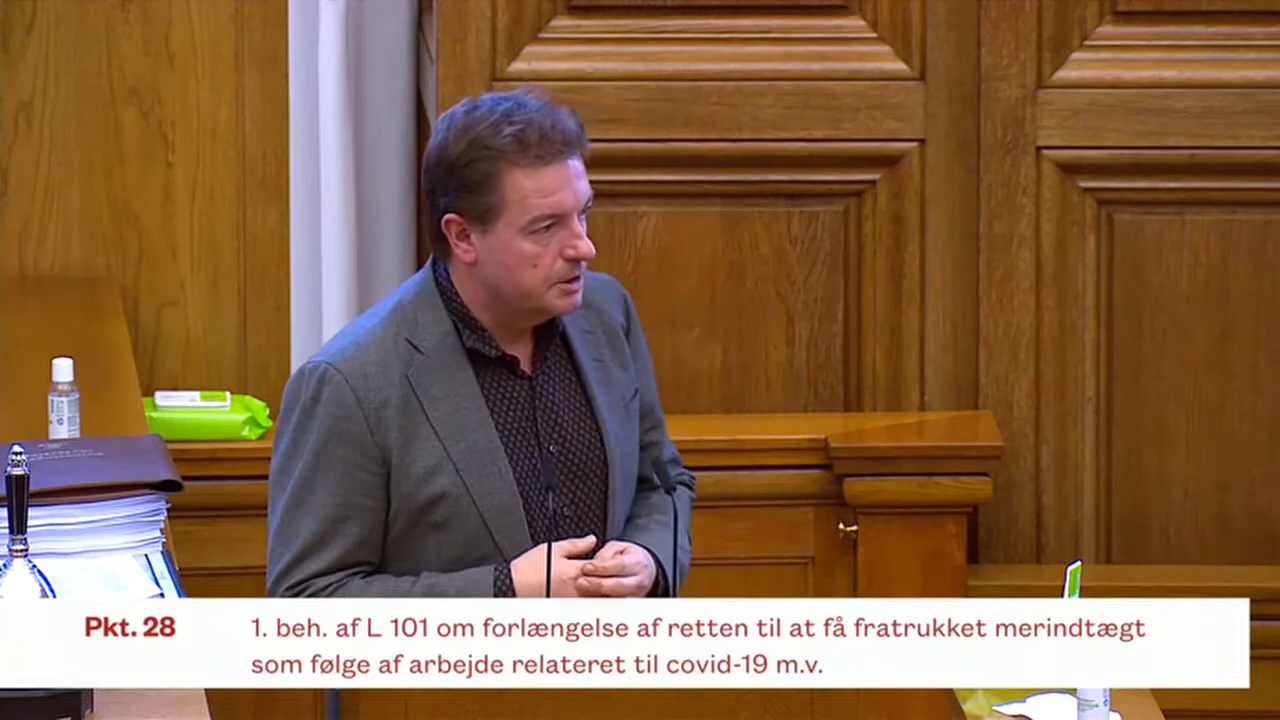 Pkt. 28
1. beh. af L 101 om forlængelse af retten til at få fratrukket merindtægt
som følge af arbejde relateret til covid-19 m.v.